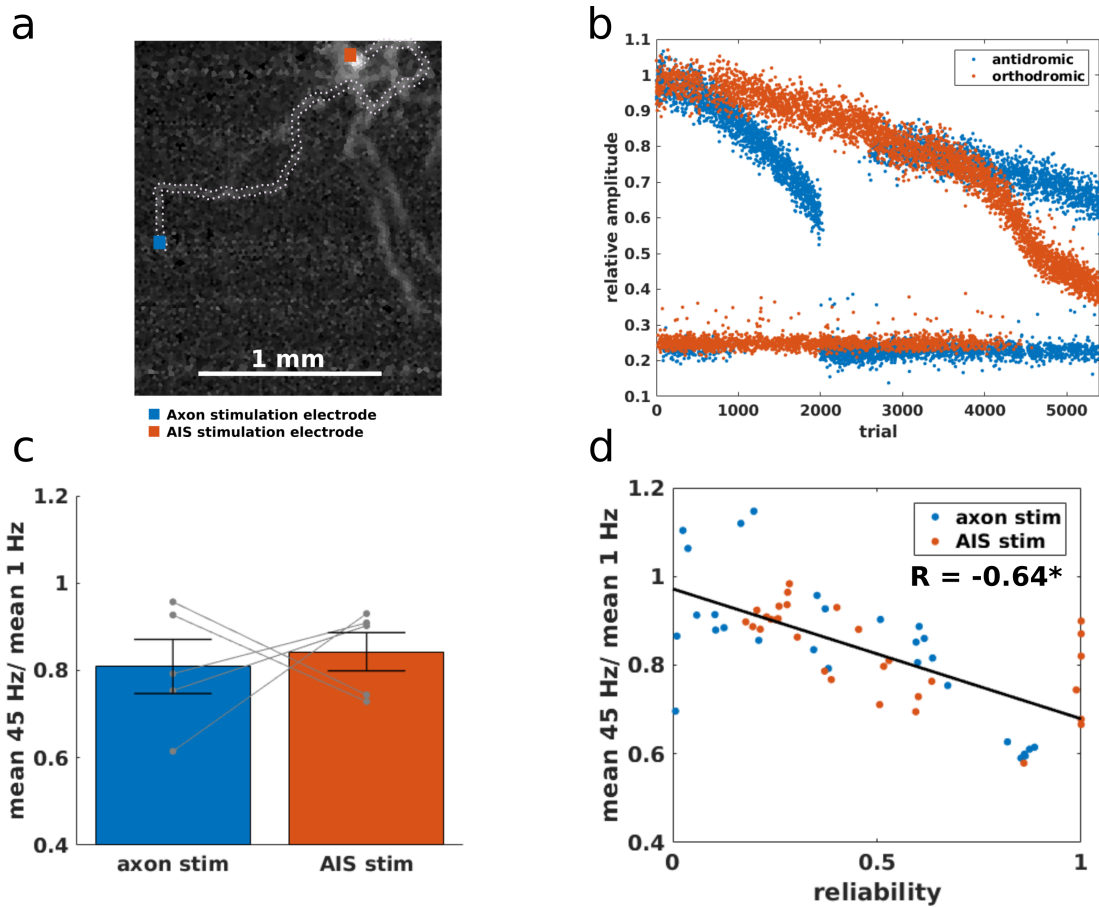 a
1 mm
Axon stimulation electrode
AIS stimulation electrode
b
1.1
1
0.9
0.8
0.7
0.6
0.5
0.4
0.3
0.2
0.1
relative amplitude
antidromic
orthodromic
0 1000 2000 3000 4000 5000
trial
c
1.2
1
0.8
0.6
0.4
mean 45 Hz/ mean 1 Hz
axon stim AIS stim
d
1.2
1
0.8
0.6
0.4
mean 45 Hz/ mean 1 Hz
axon stim
AIS stim
R = -0.64*
0 0.5 1
reliability